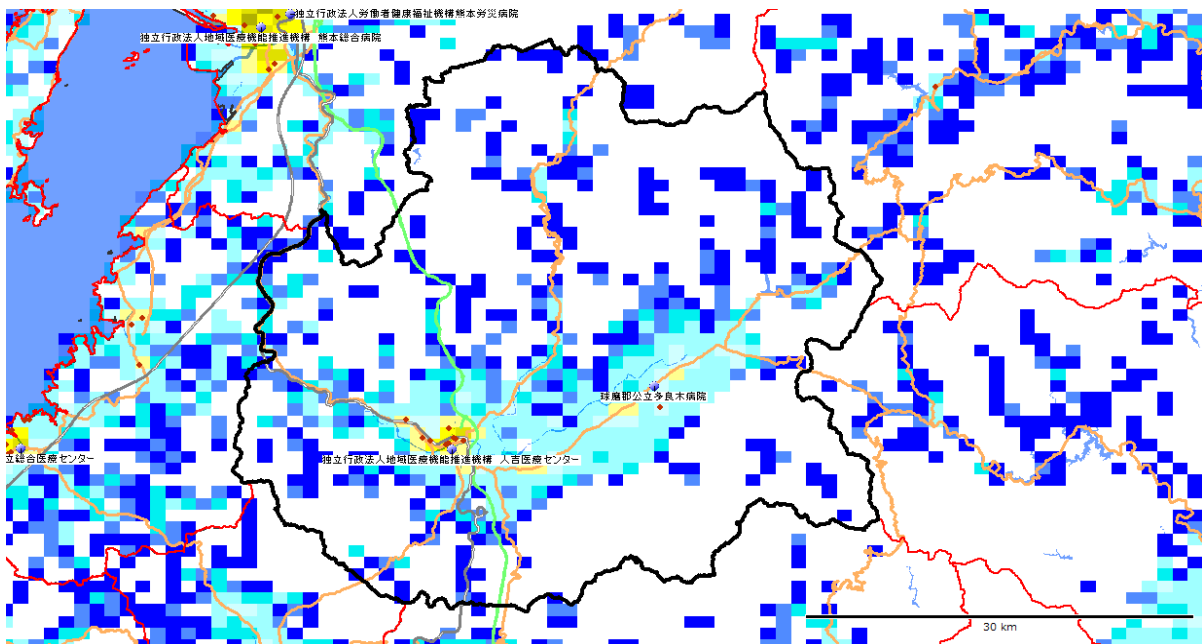 独立行政法人労働者健康福祉機構熊本労災病院
独立行政法人地域医療機能推進機構 熊本総合病院
球磨郡公立多良木病院
立総合医療センター
独立行政法人地域医療機能推進機構 人吉医療センター
30 km